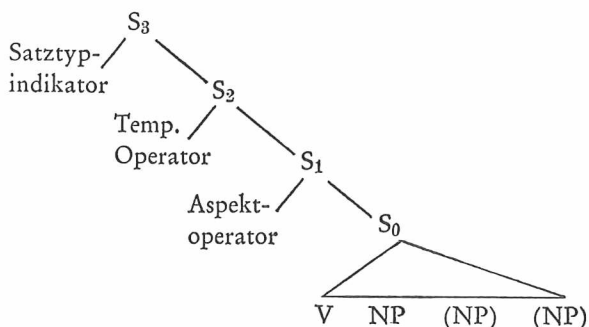 S₃
Satztyp-
indikator
S₂
Temp.
Operator
S₁
Aspekt-
operator
S₀
V NP (NP) (NP)